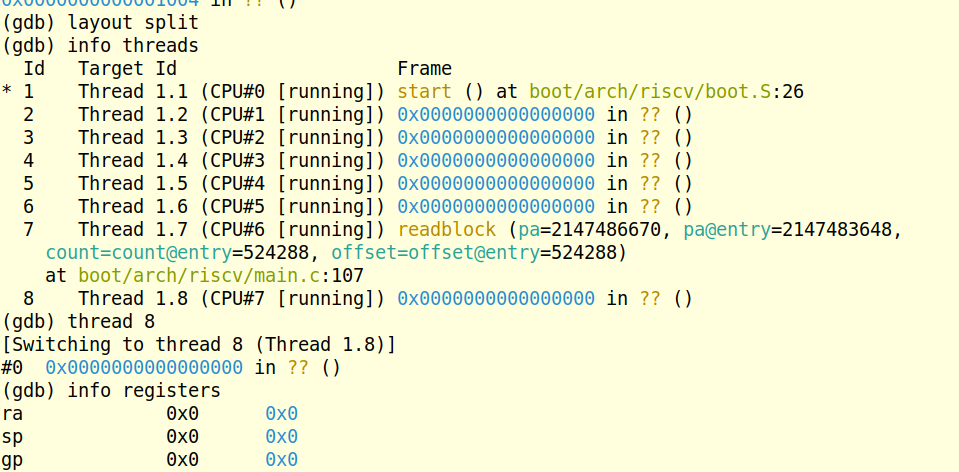 0x0000000000001004 in ?? ()
(gdb) layout split
(gdb) info threads
  Id   Target Id                    Frame
* 1    Thread 1.1 (CPU#0 [running]) start () at boot/arch/riscv/boot.S:26
  2    Thread 1.2 (CPU#1 [running]) 0x0000000000000000 in ?? ()
  3    Thread 1.3 (CPU#2 [running]) 0x0000000000000000 in ?? ()
  4    Thread 1.4 (CPU#3 [running]) 0x0000000000000000 in ?? ()
  5    Thread 1.5 (CPU#4 [running]) 0x0000000000000000 in ?? ()
  6    Thread 1.6 (CPU#5 [running]) 0x0000000000000000 in ?? ()
  7    Thread 1.7 (CPU#6 [running]) readblock (pa=2147486670, pa@entry=2147483648,
    count=count@entry=524288, offset=offset@entry=524288)
    at boot/arch/riscv/main.c:107
  8    Thread 1.8 (CPU#7 [running]) 0x0000000000000000 in ?? ()
(gdb) thread 8
[Switching to thread 8 (Thread 1.8)]
#0  0x0000000000000000 in ?? ()
(gdb) info registers
ra             0x0      0x0
sp             0x0      0x0
gp             0x0      0x0